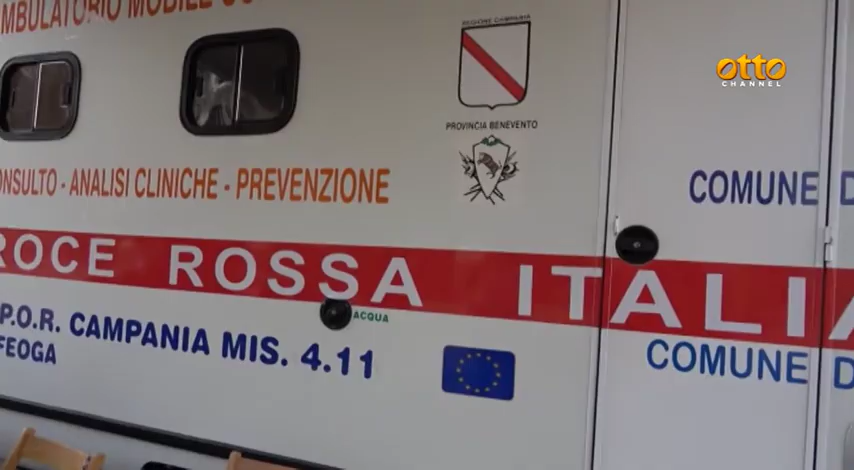 MBULATORIO MOBILE
REGIONE CAMPANIA
otto
CHANNEL
PROVINCIA BENEVENTO
ONSULTO - ANALISI CLINICHE - PREVENZIONE
COMUNE D
ROCE ROSSA ITALIA
ACQUA
P.O.R. CAMPANIA MIS. 4.11
FEOGA
COMUNE D